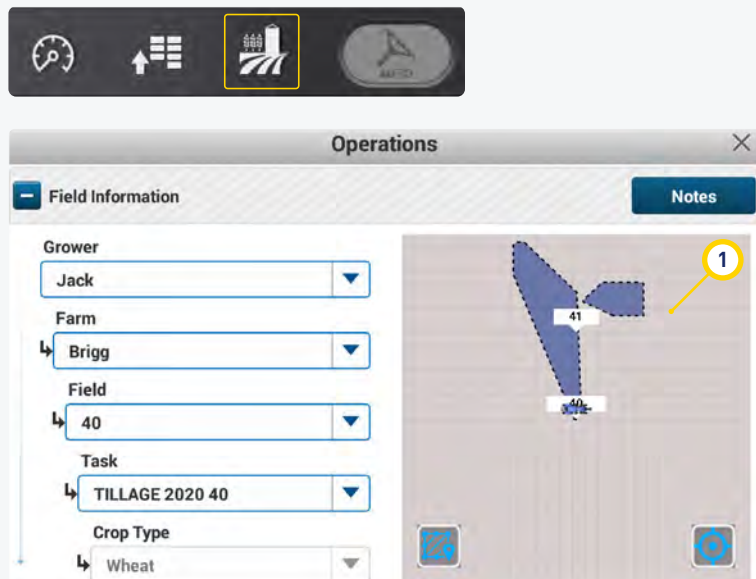 AUTO
Operations
Field Information
Notes
Grower
Jack
Farm
Brigg
Field
40
Task
TILLAGE 2020 40
Crop Type
Wheat
1
41
40